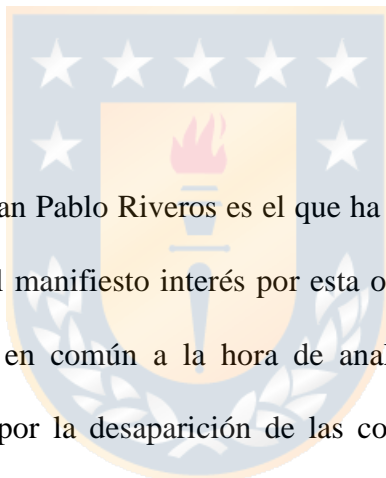 an Pablo Riveros es el que ha
l manifiesto interés por esta o
en común a la hora de anal
por la desaparición de las co